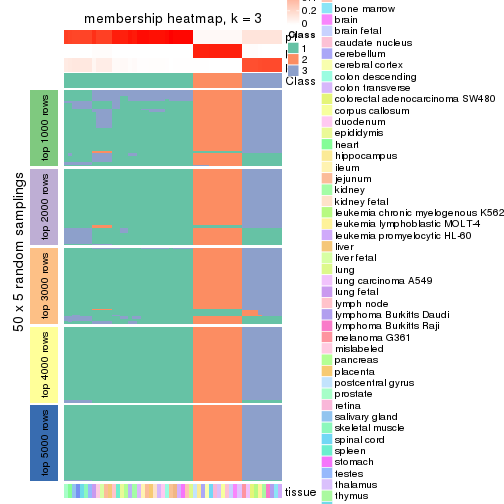 membership heatmap, k = 3
50 x 5 random samplings
top 1000 rows
top 2000 rows
top 3000 rows
top 4000 rows
top 5000 rows
Class
tissue
0.2
0
Class
1
2
3
bone marrow
brain
brain fetal
caudate nucleus
cerebellum
cerebral cortex
colon descending
colon transverse
colorectal adenocarcinoma SW480
corpus callosum
duodenum
epididymis
heart
hippocampus
ileum
jejunum
kidney
kidney fetal
leukemia chronic myelogenous K562
leukemia lymphoblastic MOLT-4
leukemia promyelocytic HL-60
liver
liver fetal
lung
lung carcinoma A549
lung fetal
lymph node
lymphoma Burkitts Daudi
lymphoma Burkitts Raji
melanoma G361
mislabeled
pancreas
placenta
postcentral gyrus
prostate
retina
salivary gland
skeletal muscle
spinal cord
spleen
stomach
testes
thalamus
thymus